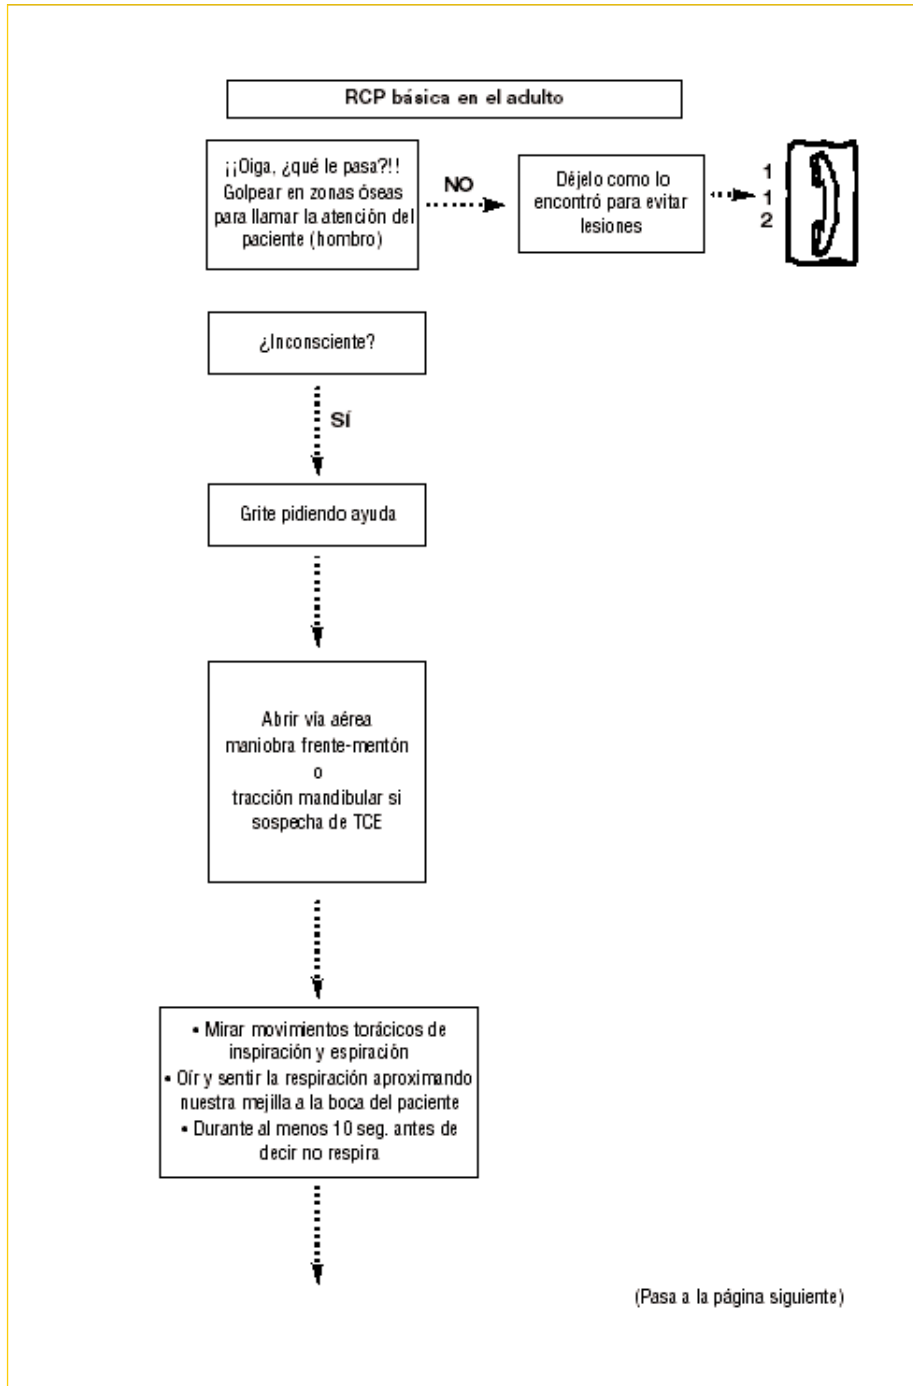 RCP básica en el adulto
¡¡Oiga, ¿qué le pasa?!!
Golpear en zonas óseas
para llamar la atención del
paciente (hombro)
NO
Déjelo como lo
encontró para evitar
lesiones
1
1
2
¿Inconsciente?
SÍ
Grite pidiendo ayuda
Abrir vía aérea
maniobra frente-mentón
o
tracción mandibular si
sospecha de TCE
• Mirar movimientos torácicos de
inspiración y espiración
• Oír y sentir la respiración aproximando
nuestra mejilla a la boca del paciente
• Durante al menos 10 seg. antes de
decir no respira
(Pasa a la página siguiente)